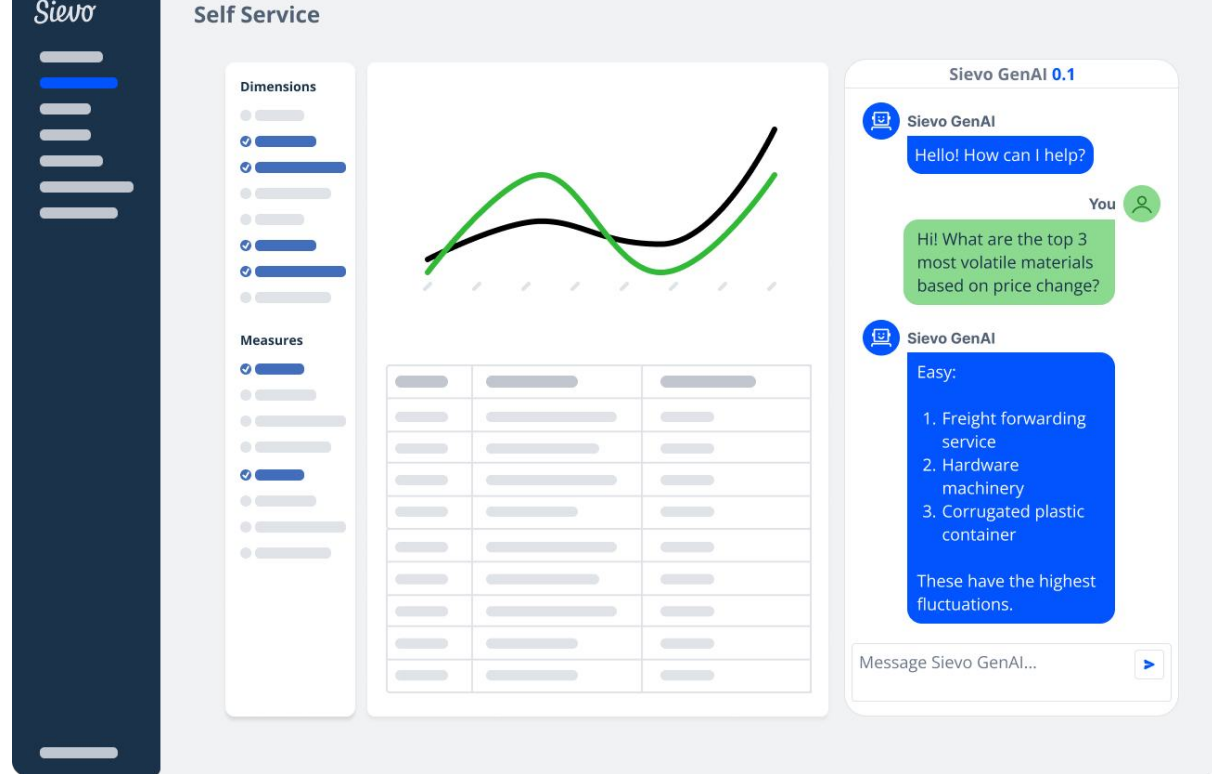 Sievo
Self Service
Dimensions
Measures
Sievo GenAI 0.1
Sievo GenAI
Hello! How can I help?
You
Hi! What are the top 3
most volatile materials
based on price change?
Sievo GenAI
Easy:
1. Freight forwarding
service
2. Hardware
machinery
3. Corrugated plastic
container
These have the highest
fluctuations.
Message Sievo GenAI...